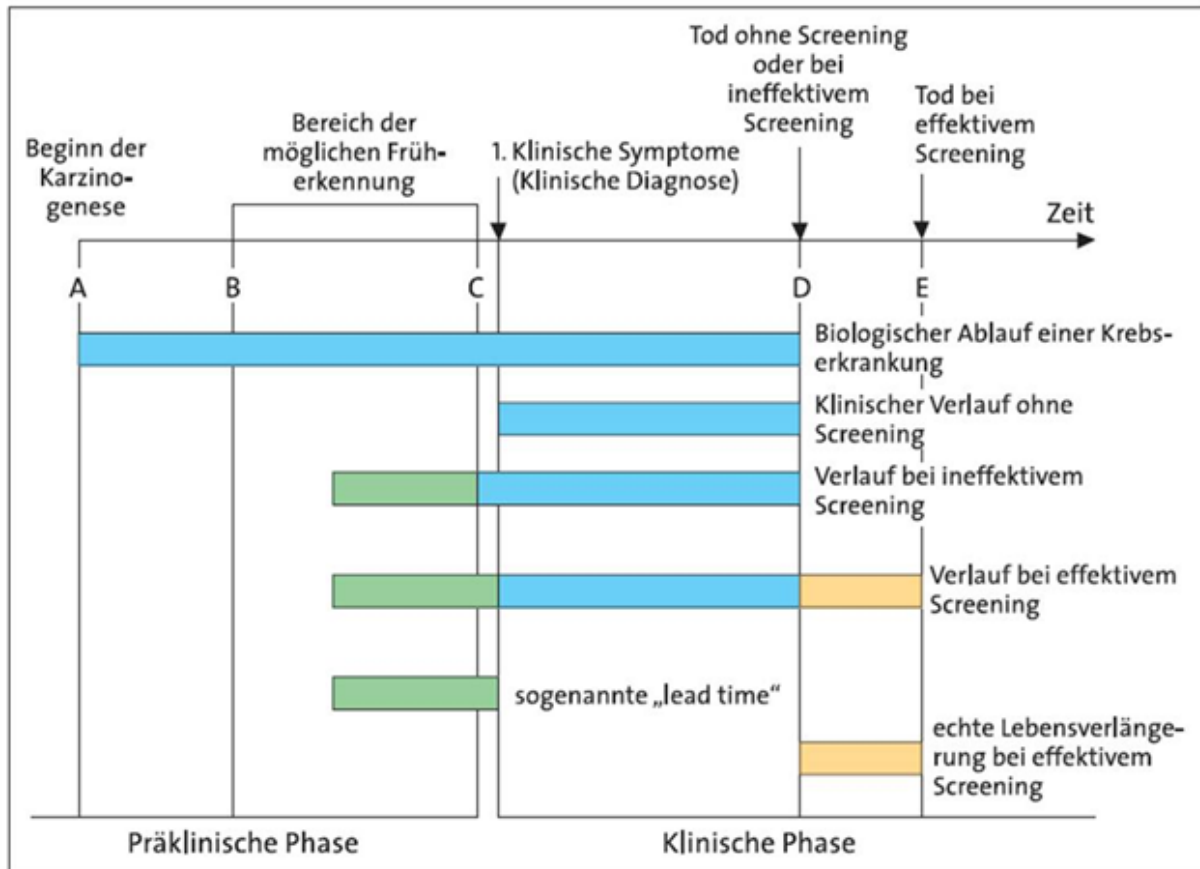 Tod ohne Screening
oder bei
ineffektivem
Screening
Tod bei
effektivem
Screening
Bereich der
möglichen Früh-
erkennung
Beginn der
Karzino-
genese
1. Klinische Symptome
(Klinische Diagnose)
Zeit
A
B
C
D
E
Biologischer Ablauf einer Krebs-
erkrankung
Klinischer Verlauf ohne
Screening
Verlauf bei ineffektivem
Screening
Verlauf bei effektivem
Screening
sogenannte „lead time“
echte Lebensverlänge-
rung bei effektivem
Screening
Präklinische Phase
Klinische Phase